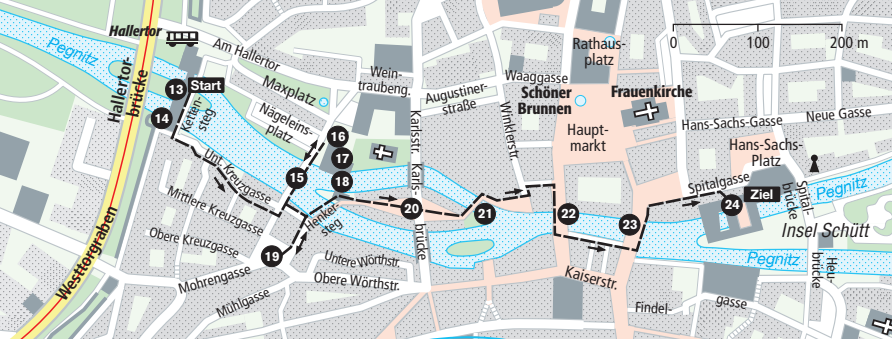 Hallertor
Pegnitz
Hallertor-
brücke
13
Start
14
Ketten-
steg
Am Hallertor
Maxplatz
Nägeleins-
platz
Wein-
traubeng.
Augustiner-
straße
Karlsstr.
Karls-
brücke
Waaggasse
Schöner
Brunnen
Winklerstr.
Rathaus-
platz
Frauenkirche
Haupt-
markt
0
100
200 m
Hans-Sachs-Gasse
Neue Gasse
Hans-Sachs-
Platz
16
17
18
15
Unt. Kreuzgasse
Mittlere Kreuzgasse
Obere Kreuzgasse
Mohrengasse
Mühlgasse
Westtorgraben
19
Henker-
steg
Untere Wörthstr.
Obere Wörthstr.
20
21
22
23
Kaiserstr.
Spitalgasse
24
Ziel
Spital-
brücke
Pegnitz
Insel Schütt
Pegnitz
Heu-
brücke
Findel-
gasse